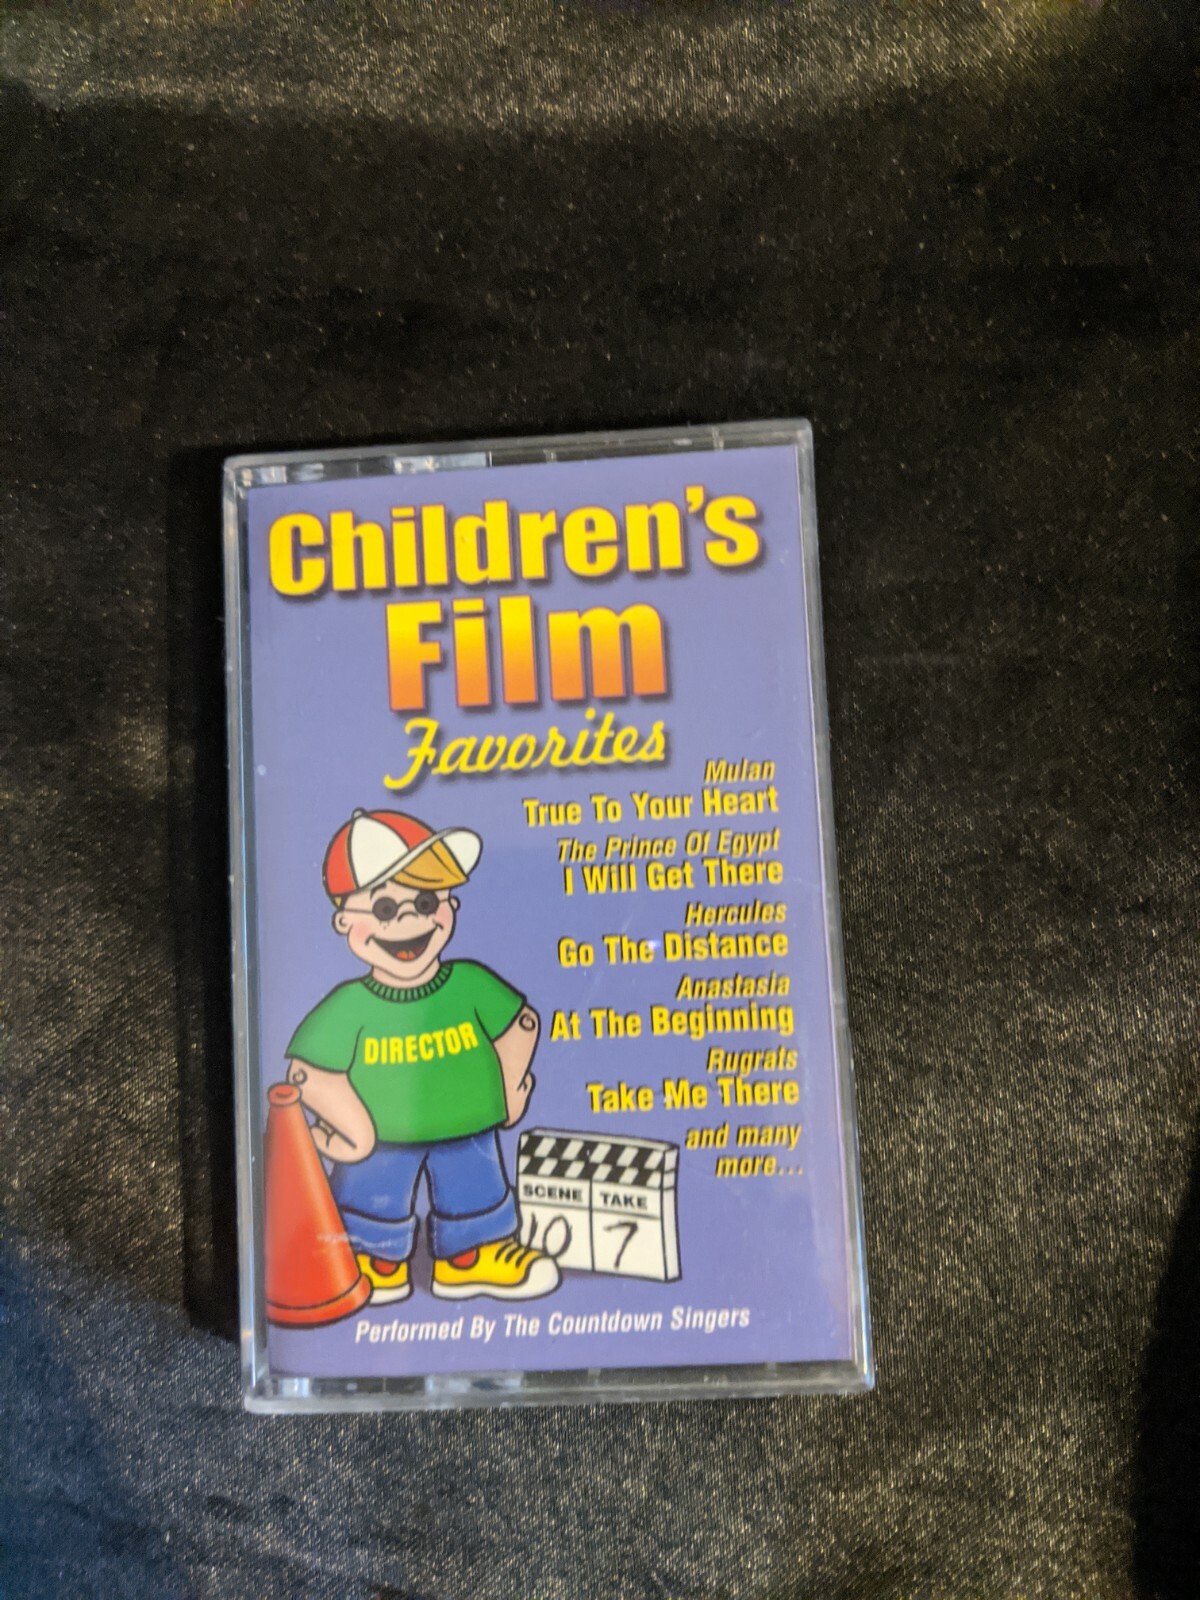 Children's
Film
Favorites
Mulan
True To Your Heart
The Prince Of Egypt
I Will Get There
Hercules
Go The Distance
Anastasia
At The Beginning
Rugrats
Take Me There
and many
more...
DIRECTOR
SCENE TAKE
10 7
Performed By The Countdown Singers